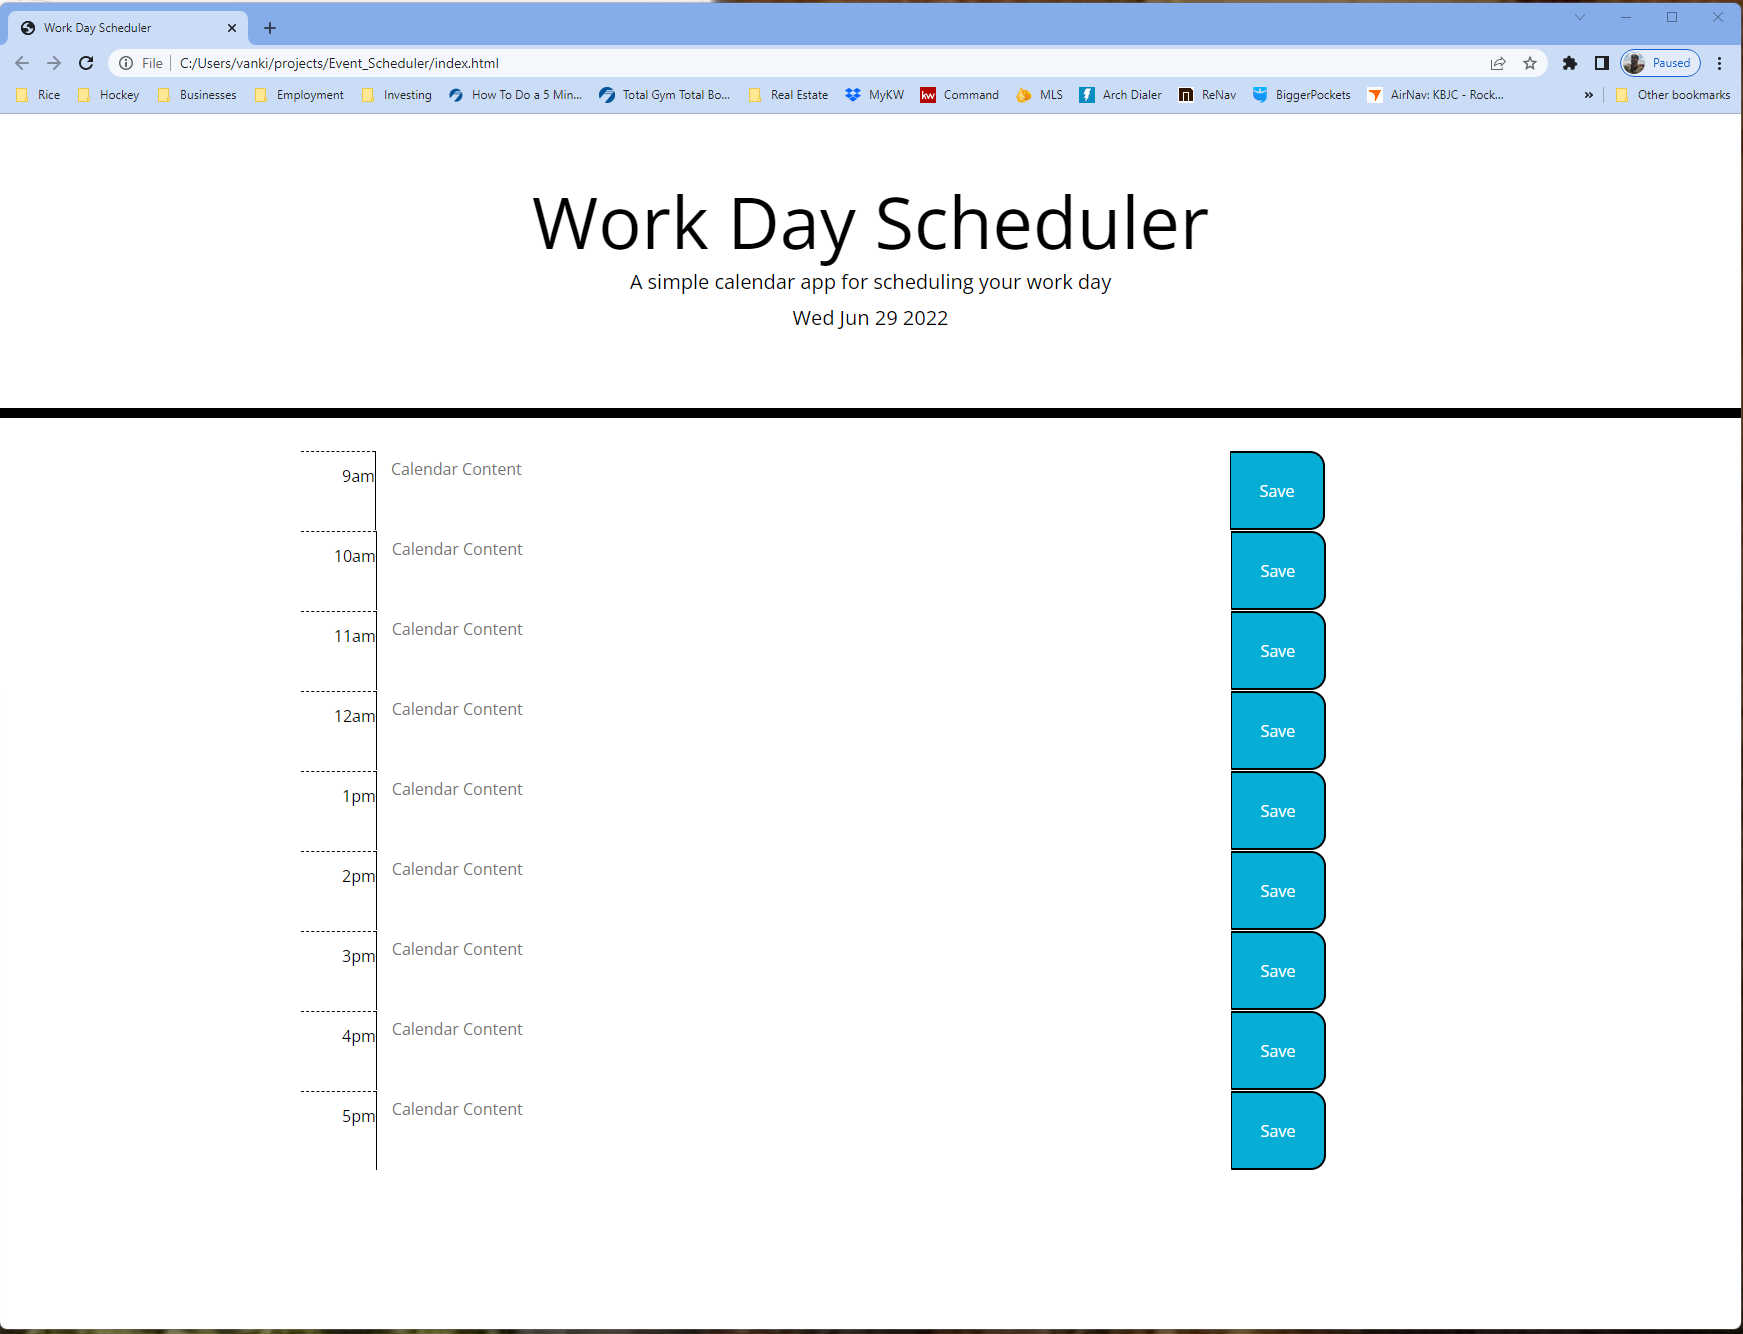 Work Day Scheduler
File C:/Users/vanki/projects/Event_Scheduler/index.html Paused
Rice Hockey Businesses Employment Investing How To Do a 5 Min... Total Gym Total Bo... Real Estate MyKW kw Command MLS Arch Dialer ReNav BiggerPockets AirNav: KBJC - Rock... » Other bookmarks
Work Day Scheduler
A simple calendar app for scheduling your work day
Wed Jun 29 2022
9am Calendar Content Save
10am Calendar Content Save
11am Calendar Content Save
12am Calendar Content Save
1pm Calendar Content Save
2pm Calendar Content Save
3pm Calendar Content Save
4pm Calendar Content Save
5pm Calendar Content Save